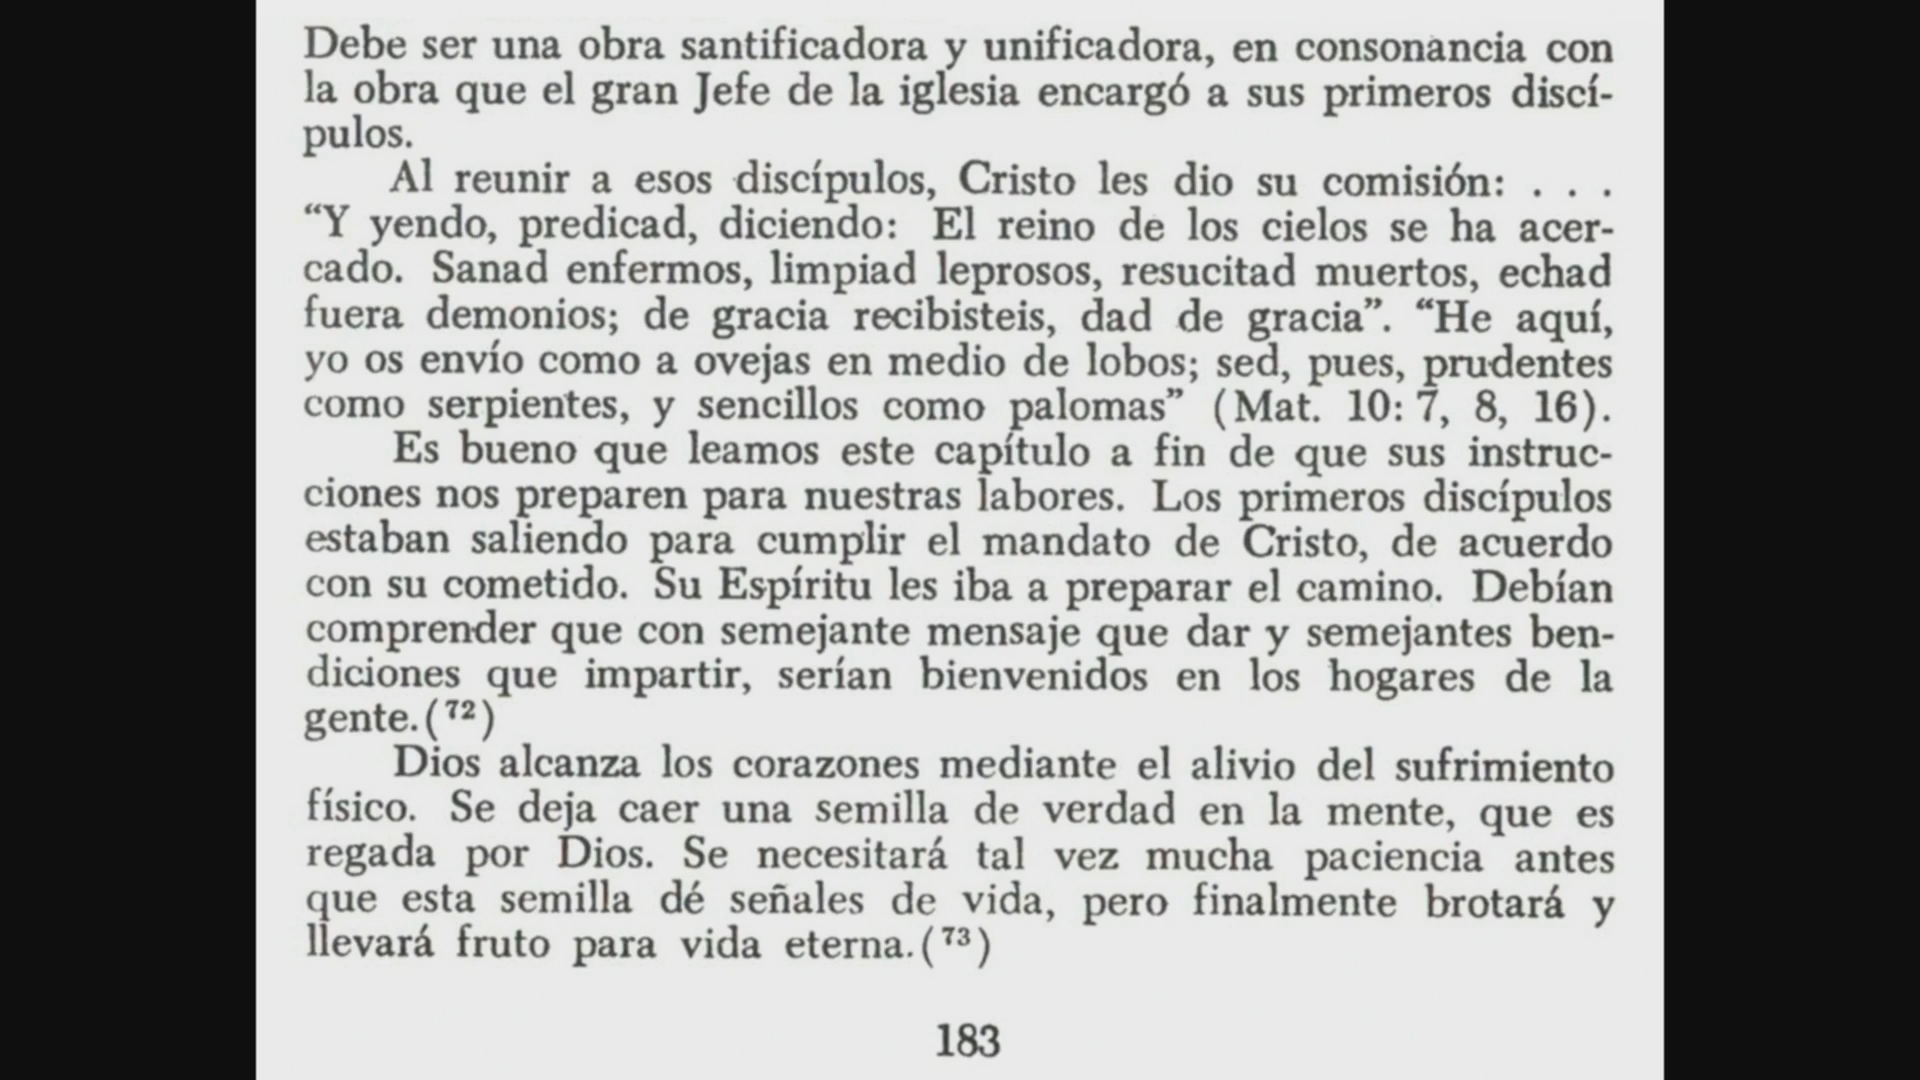 Debe ser una obra santificadora y unificadora, en consonancia con
la obra que el gran Jefe de la iglesia encargó a sus primeros discí-
pulos.
Al reunir a esos discípulos, Cristo les dio su comisión: . . .
“Y yendo, predicad, diciendo: El reino de los cielos se ha acer-
cado. Sanad enfermos, limpiad leprosos, resucitad muertos, echad
fuera demonios; de gracia recibisteis, dad de gracia”. “He aquí,
yo os envío como a ovejas en medio de lobos; sed, pues, prudentes
como serpientes, y sencillos como palomas” (Mat. 10: 7, 8, 16).
Es bueno que leamos este capítulo a fin de que sus instruc-
ciones nos preparen para nuestras labores. Los primeros discípulos
estaban saliendo para cumplir el mandato de Cristo, de acuerdo
con su cometido. Su Espíritu les iba a preparar el camino. Debían
comprender que con semejante mensaje que dar y semejantes ben-
diciones que impartir, serían bienvenidos en los hogares de la
gente.(72)
Dios alcanza los corazones mediante el alivio del sufrimiento
físico. Se deja caer una semilla de verdad en la mente, que es
regada por Dios. Se necesitará tal vez mucha paciencia antes
que esta semilla dé señales de vida, pero finalmente brotará y
llevará fruto para vida eterna.(73)
183